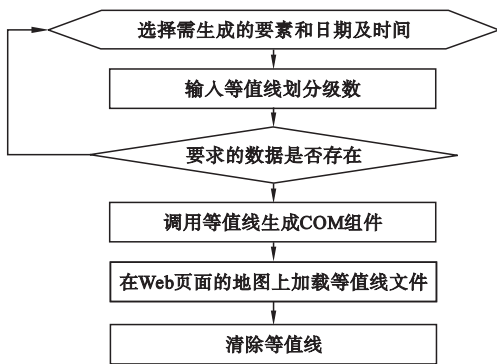 选择需生成的要素和日期及时间
输入等值线划分级数
要求的数据是否存在
调用等值线生成COM组件
在Web页面的地图上加载等值线文件
清除等值线